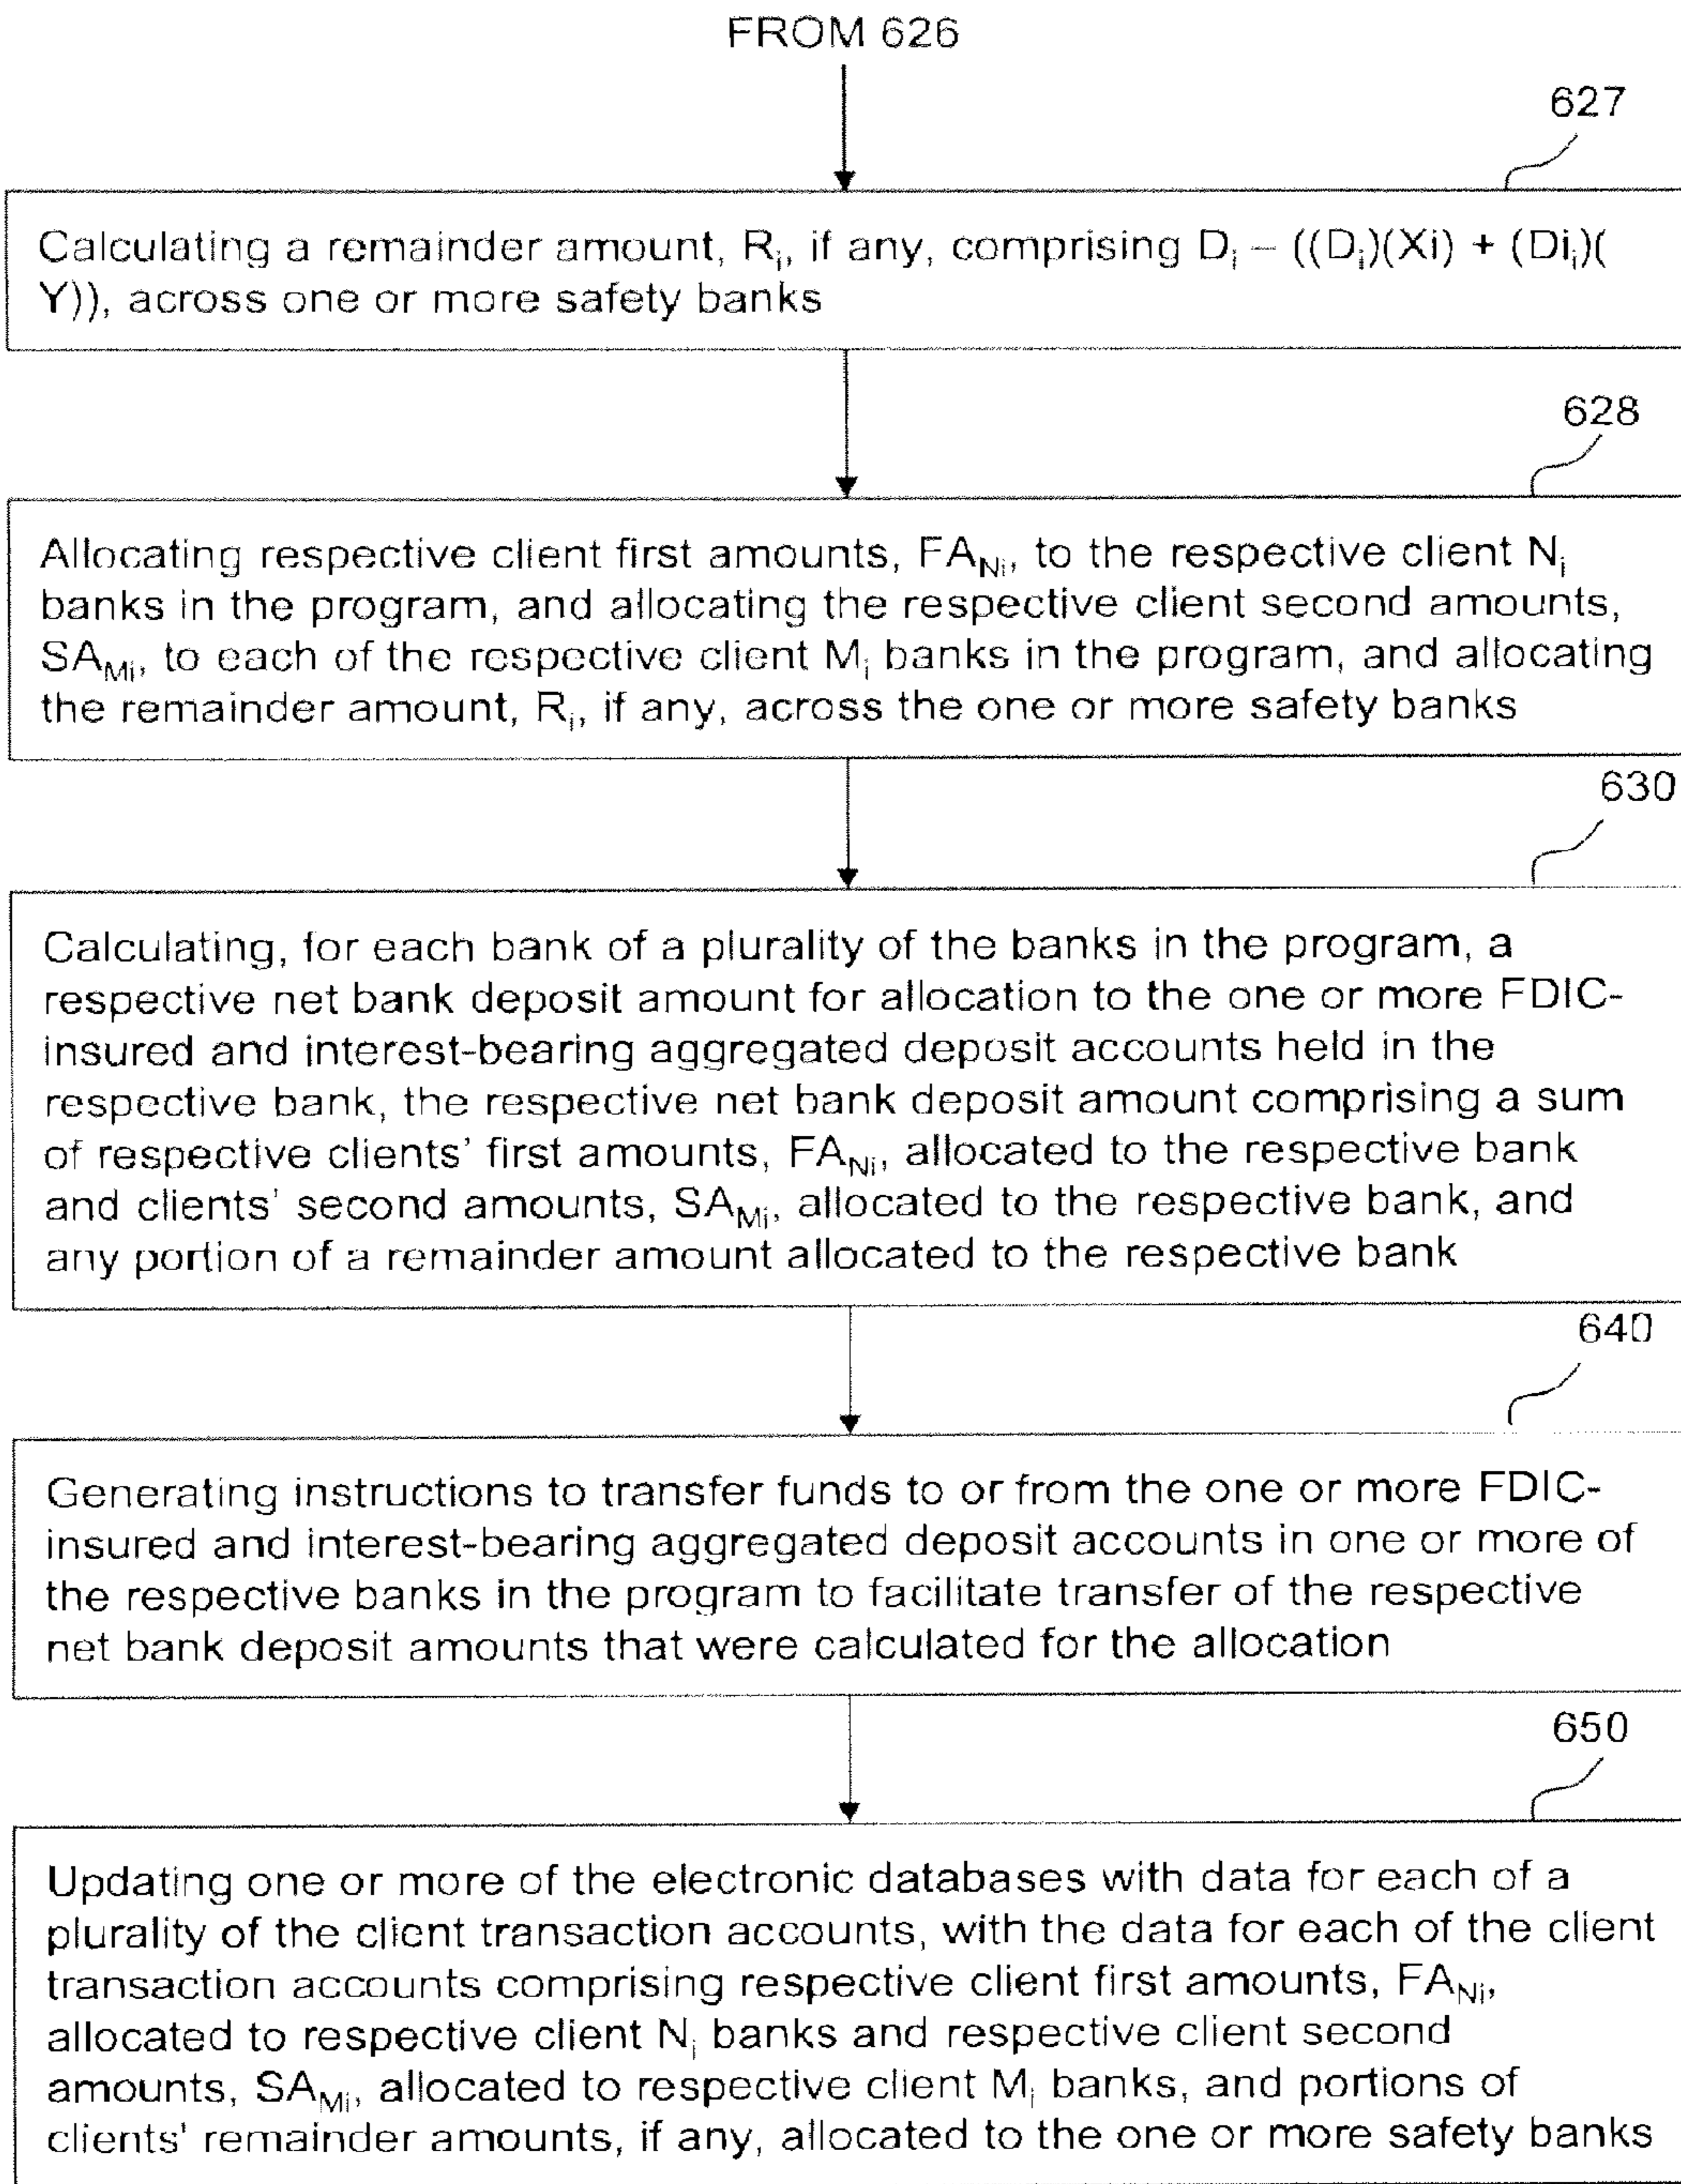 FROM 626
627
Calculating a remainder amount, Rᵢ, if any, comprising Dᵢ – ((Dᵢ)(Xi) + (Diᵢ)(
Y)), across one or more safety banks
628
Allocating respective client first amounts, FA_Ni, to the respective client Nᵢ
banks in the program, and allocating the respective client second amounts,
SA_Mi, to each of the respective client Mᵢ banks in the program, and allocating
the remainder amount, Rᵢ, if any, across the one or more safety banks
630
Calculating, for each bank of a plurality of the banks in the program, a
respective net bank deposit amount for allocation to the one or more FDIC-
insured and interest-bearing aggregated deposit accounts held in the
respective bank, the respective net bank deposit amount comprising a sum
of respective clients' first amounts, FA_Ni, allocated to the respective bank
and clients' second amounts, SA_Mi, allocated to the respective bank, and
any portion of a remainder amount allocated to the respective bank
640
Generating instructions to transfer funds to or from the one or more FDIC-
insured and interest-bearing aggregated deposit accounts in one or more of
the respective banks in the program to facilitate transfer of the respective
net bank deposit amounts that were calculated for the allocation
650
Updating one or more of the electronic databases with data for each of a
plurality of the client transaction accounts, with the data for each of the client
transaction accounts comprising respective client first amounts, FA_Ni,
allocated to respective client Nᵢ banks and respective client second
amounts, SA_Mi, allocated to respective client Mᵢ banks, and portions of
clients' remainder amounts, if any, allocated to the one or more safety banks